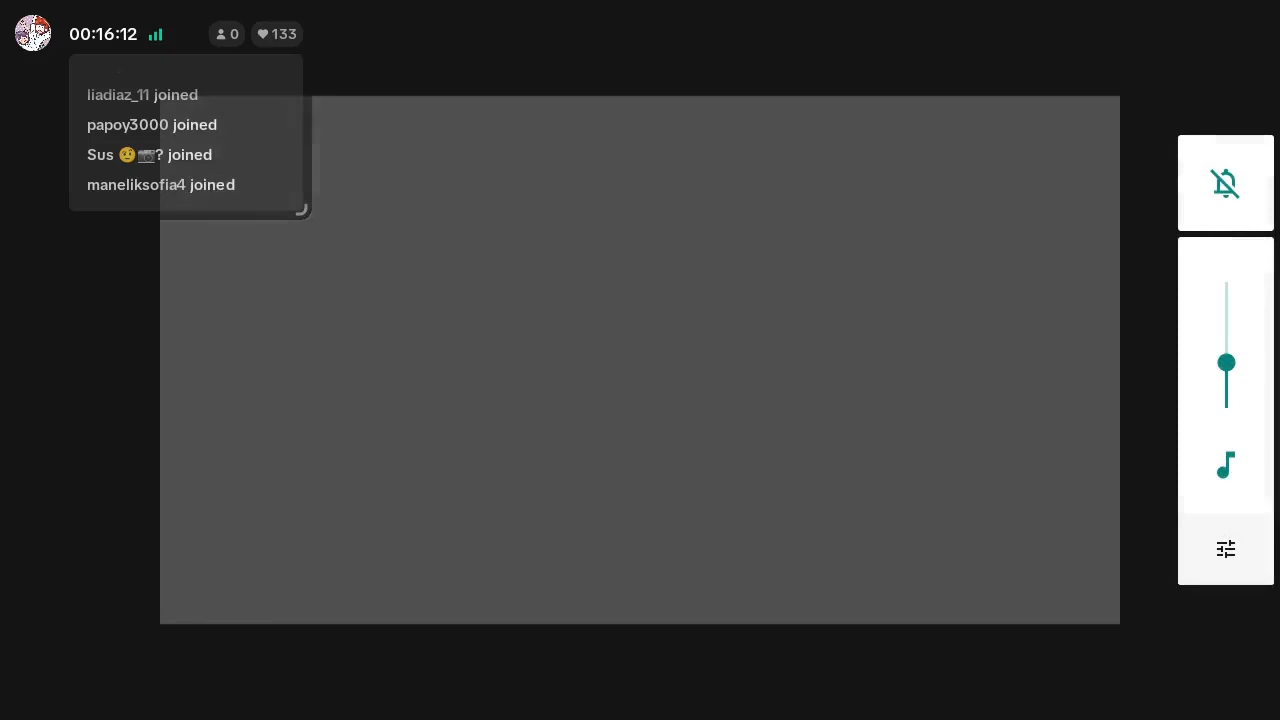 00:16:12
0
133
liadiaz_11 joined
papoy3000 joined
Sus 🤨📷? joined
maneliksofia4 joined